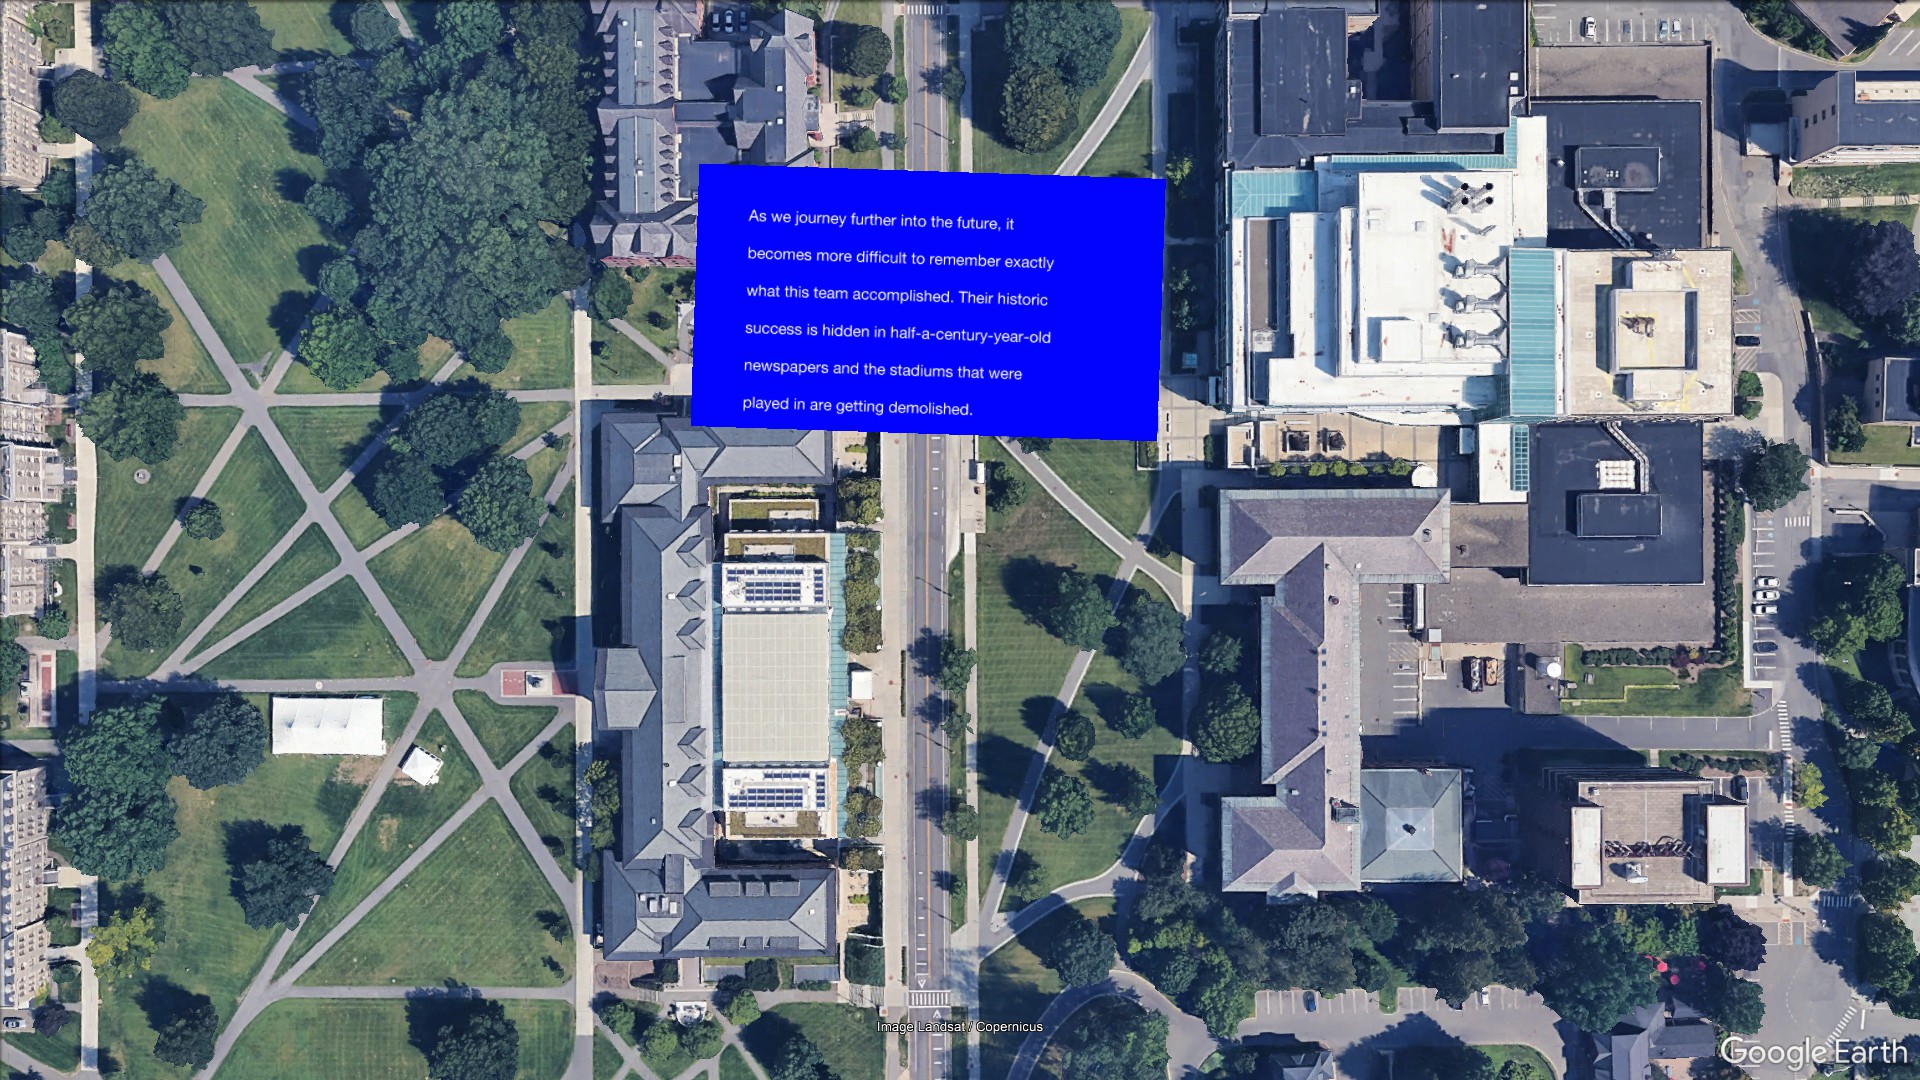 As we journey further into the future, it
becomes more difficult to remember exactly
what this team accomplished. Their historic
success is hidden in half-a-century-year-old
newspapers and the stadiums that were
played in are getting demolished.
Image Landsat / Copernicus
Google Earth